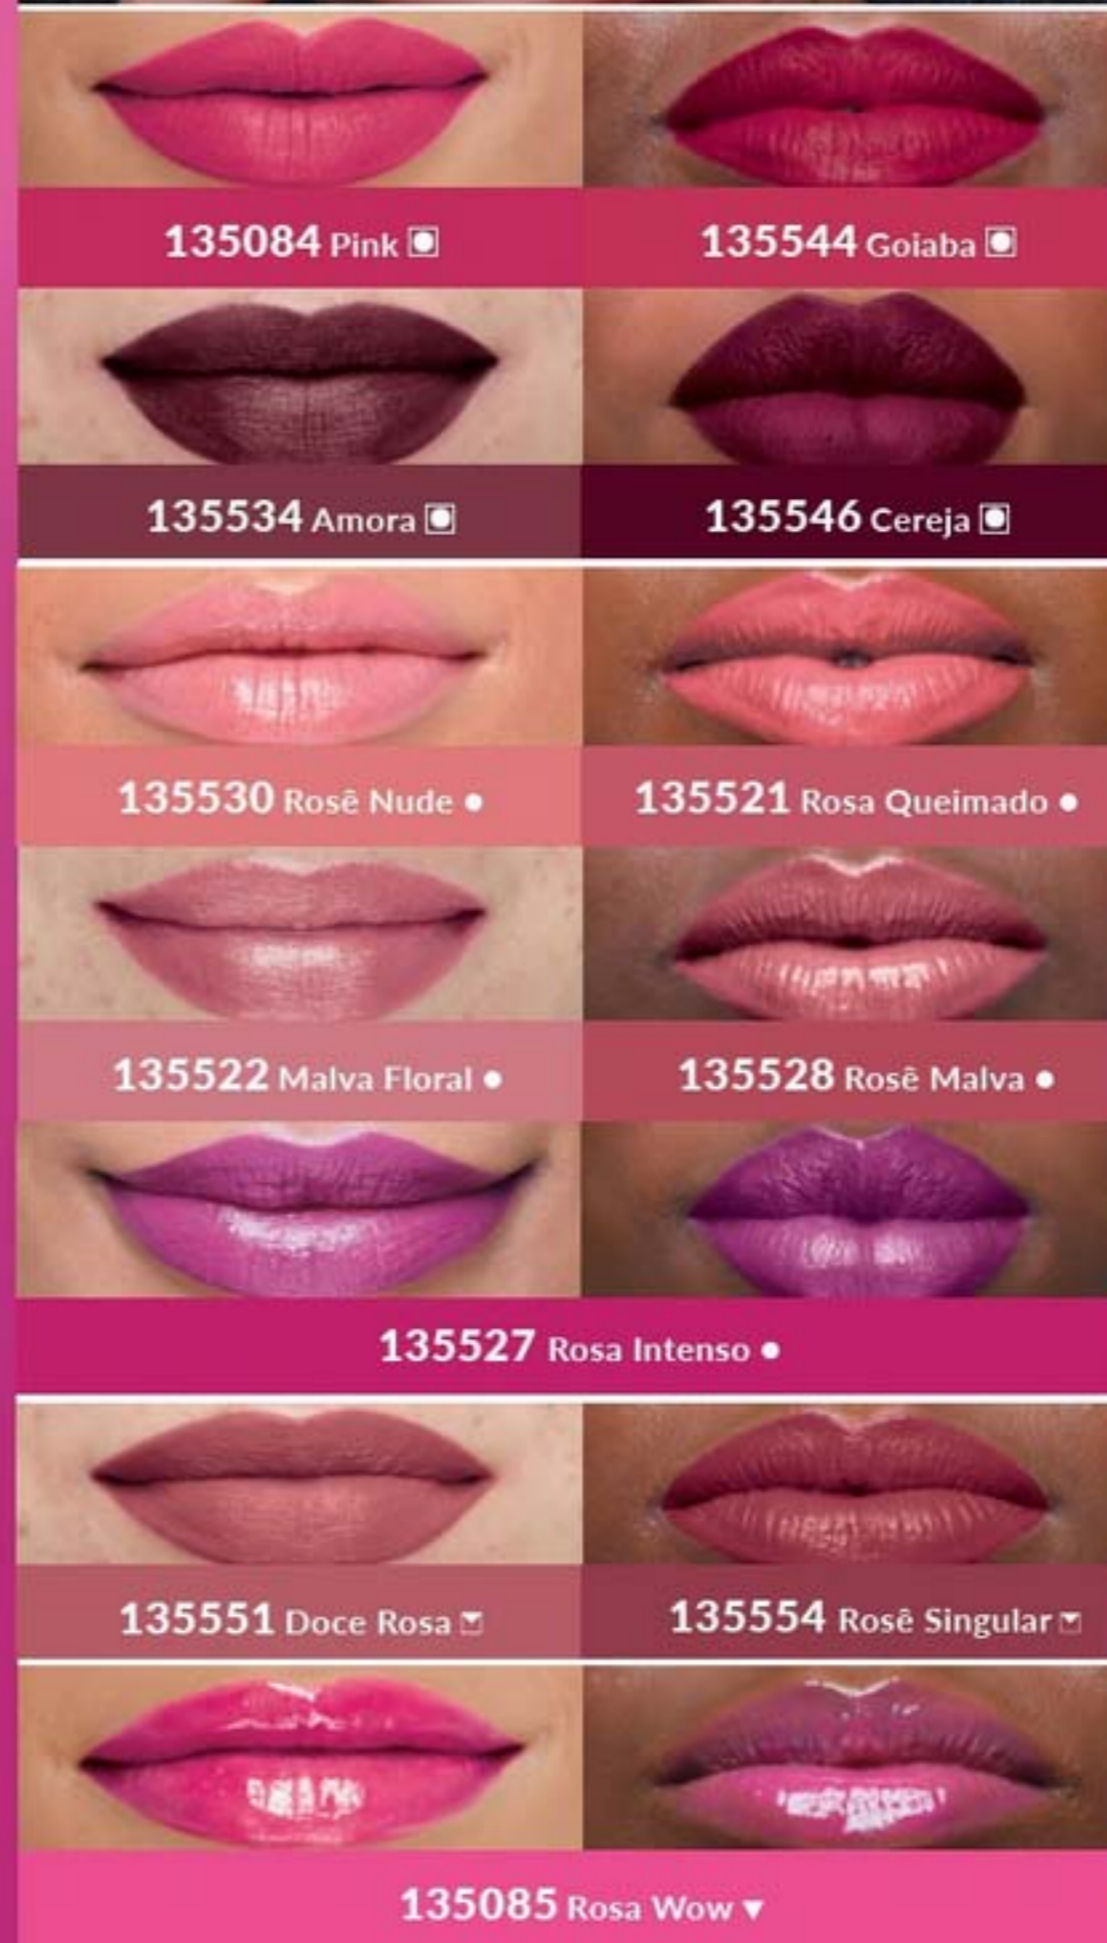 135084 Pink
135544 Goiaba
135534 Amora
135546 Cereja
135530 Rosê Nude
135521 Rosa Queimado
135522 Malva Floral
135528 Rosê Malva
135527 Rosa Intenso
135551 Doce Rosa
135554 Rosê Singular
135085 Rosa Wow